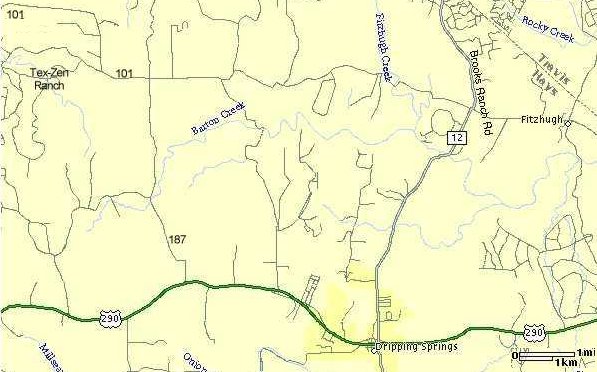 101
Fitzhugh Creek
Rocky Creek
Travis
Hays
Tex-Zen
Ranch
101
Brooks Ranch Rd
Barton Creek
Fitzhugh
12
187
290
290
Dripping Springs
Onion
0
1mi
1km